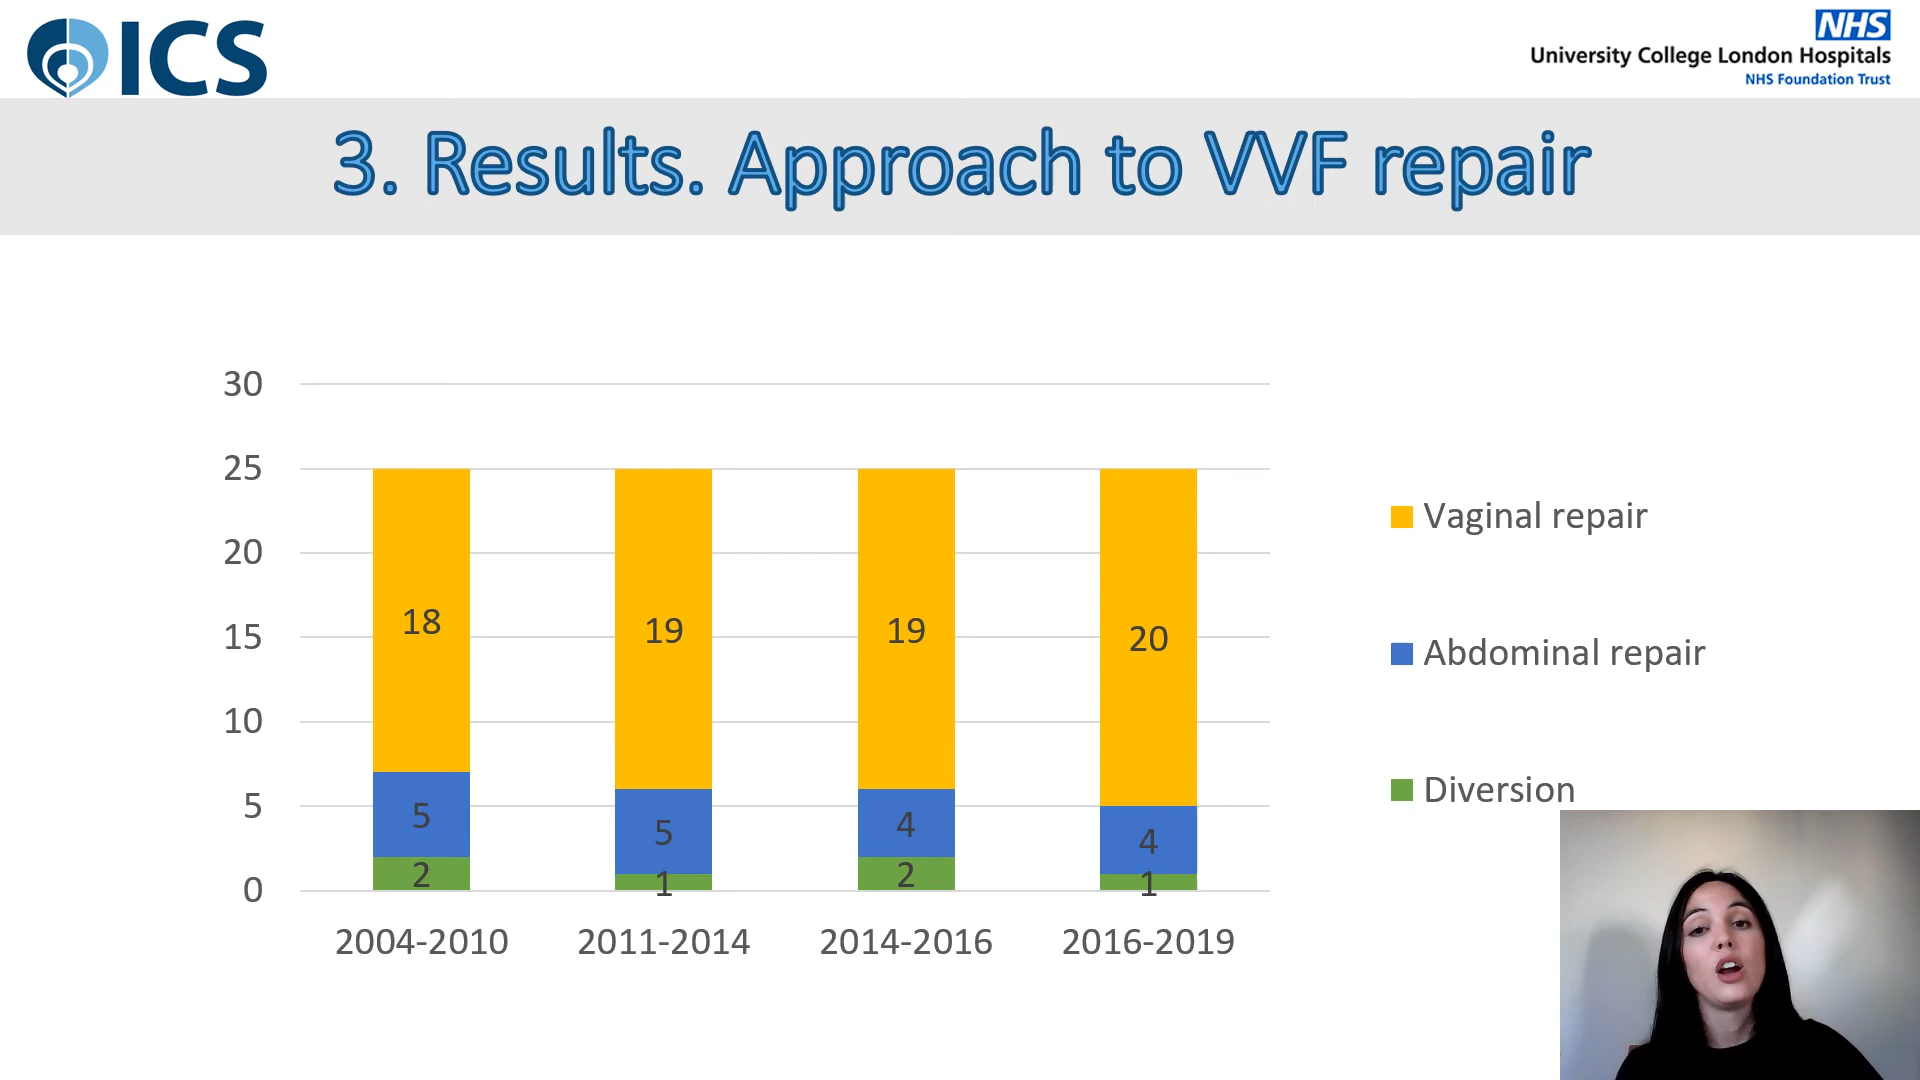 ICS
NHS
University College London Hospitals
NHS Foundation Trust
3. Results. Approach to VVF repair
30
25
20
15
10
5
0
18
19
19
20
5
5
4
4
2
1
2
1
2004-2010
2011-2014
2014-2016
2016-2019
Vaginal repair
Abdominal repair
Diversion